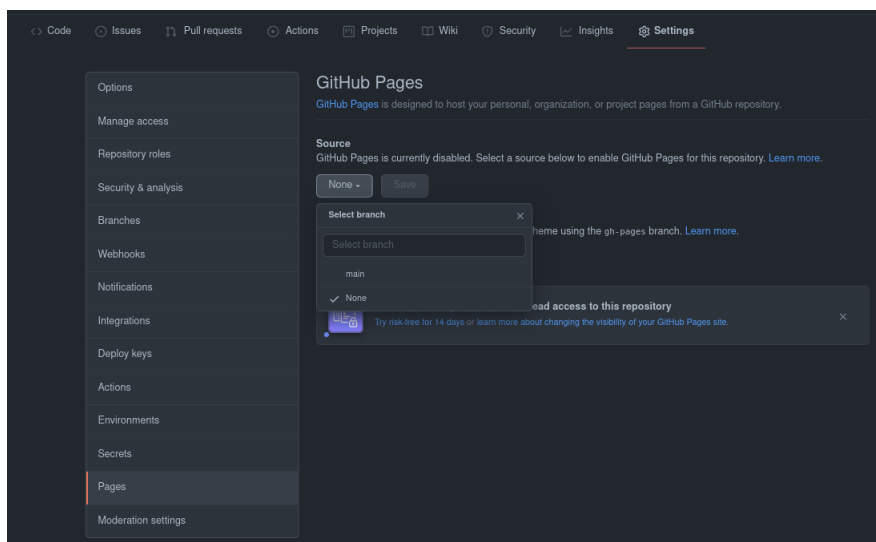 Code Issues Pull requests Actions Projects Wiki Security Insights Settings
Options
Manage access
Repository roles
Security & analysis
Branches
Webhooks
Notifications
Integrations
Deploy keys
Actions
Environments
Secrets
Pages
Moderation settings
GitHub Pages
GitHub Pages is designed to host your personal, organization, or project pages from a GitHub repository.
Source
GitHub Pages is currently disabled. Select a source below to enable GitHub Pages for this repository. Learn more.
None Save
Select branch
Select branch
main
None
heme using the gh-pages branch. Learn more.
ead access to this repository
Try risk-free for 14 days or learn more about changing the visibility of your GitHub Pages site.